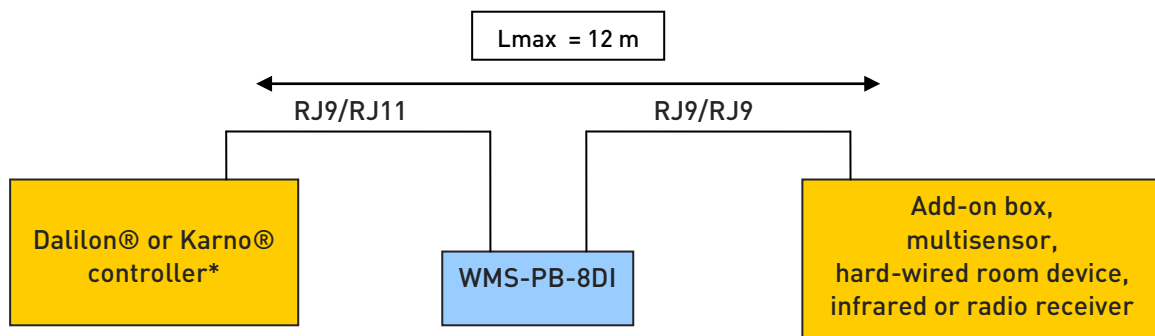 Lmax = 12 m
RJ9/RJ11
RJ9/RJ9
Dalilon® or Karno®
controller*
WMS-PB-8DI
Add-on box,
multisensor,
hard-wired room device,
infrared or radio receiver